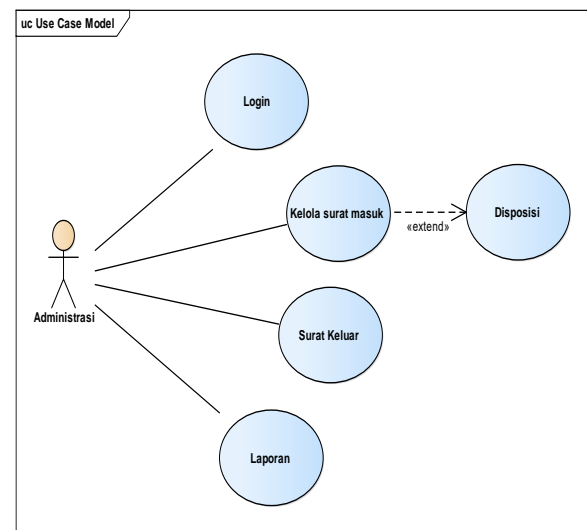 uc Use Case Model
Login
Kelola surat masuk
Disposisi
«extend»
Administrasi
Surat Keluar
Laporan